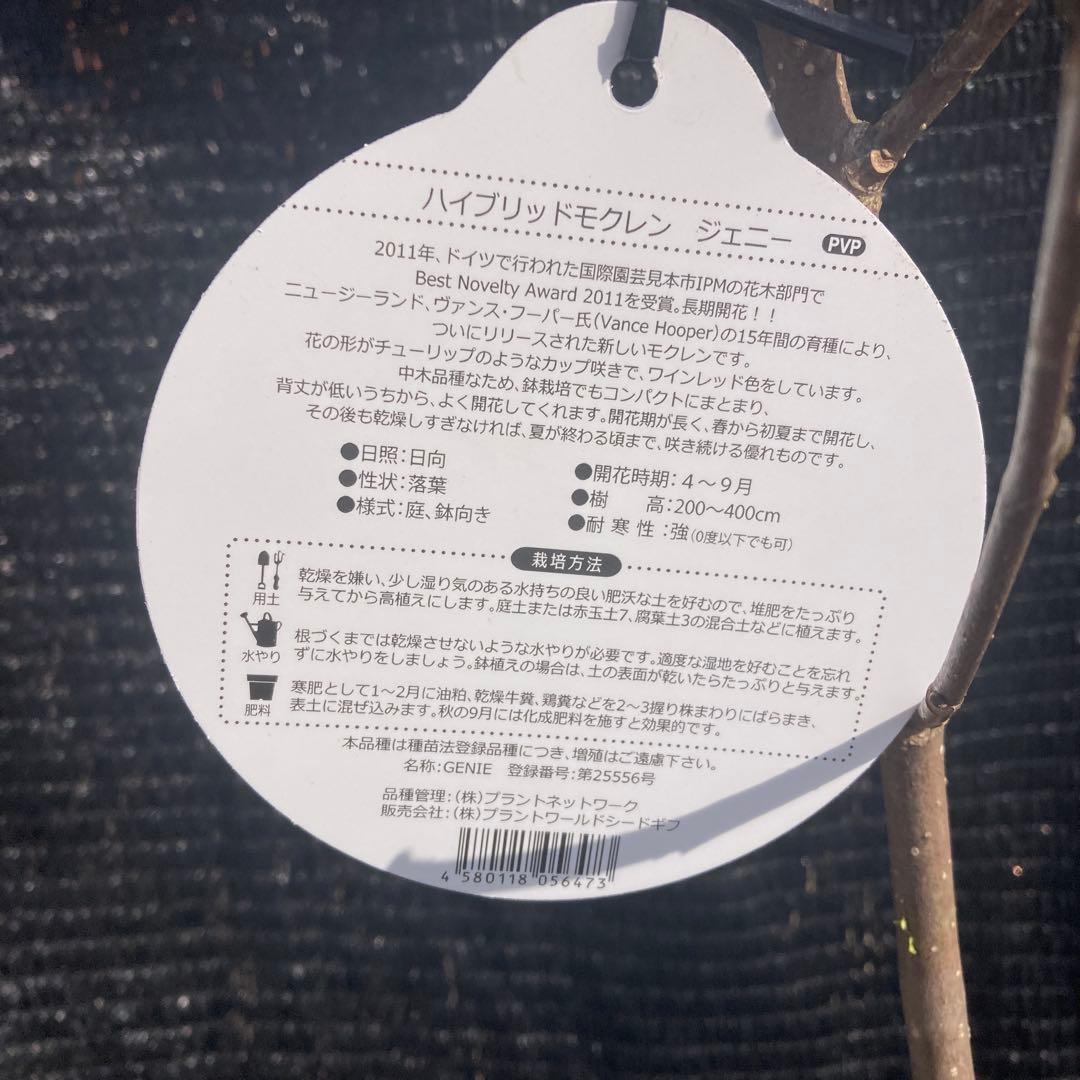 ハイブリッドモクレン ジェニー PVP
2011年、ドイツで行われた国際園芸見本市IPMの花木部門で
Best Novelty Award 2011を受賞。長期開花！！
ニュージーランド、ヴァンス・フーパー氏(Vance Hooper)の15年間の育種により、
ついにリリースされた新しいモクレンです。
花の形がチューリップのようなカップ咲きで、ワインレッド色をしています。
中木品種なため、鉢栽培でもコンパクトにまとまり、
背丈が低いうちから、よく開花してくれます。開花期が長く、春から初夏まで開花し、
その後も乾燥しすぎなければ、夏が終わる頃まで、咲き続ける優れものです。
●日照：日向
●性状：落葉
●様式：庭、鉢向き
●開花時期：4〜9月
●樹 高：200〜400cm
●耐寒性：強(0度以下でも可)
栽培方法
用土
乾燥を嫌い、少し湿り気のある水持ちの良い肥沃な土を好むので、堆肥をたっぷり
与えてから高植えにします。庭土または赤玉土7、腐葉土3の混合土などに植えます。
水やり
根づくまでは乾燥させないような水やりが必要です。適度な湿地を好むことを忘れ
ずに水やりをしましょう。鉢植えの場合は、土の表面が乾いたらたっぷりと与えます。
肥料
寒肥として1〜2月に油粕、乾燥牛糞、鶏糞などを2〜3握り株まわりにばらまき、
表土に混ぜ込みます。秋の9月には化成肥料を施すと効果的です。
本品種は種苗法登録品種につき、増殖はご遠慮下さい。
名称：GENIE 登録番号：第25556号
品種管理：(株)プラントネットワーク
販売会社：(株)プラントワールドシードギフ
4 580118 056473